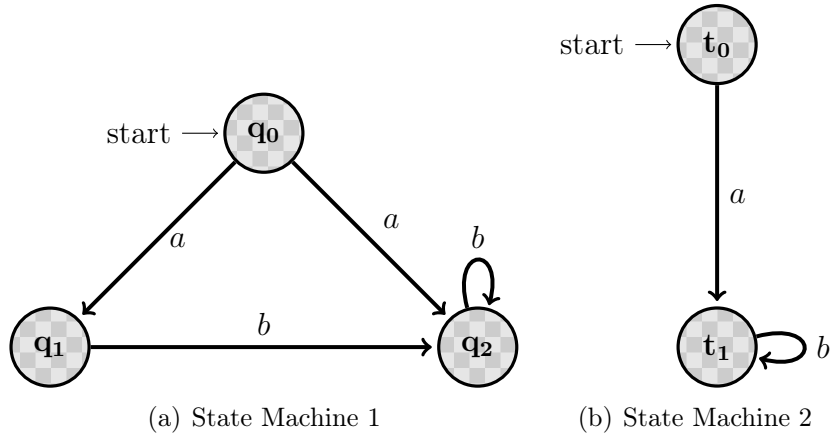 start
q₀
a
a
b
b
q₁
q₂
(a) State Machine 1
start
t₀
a
t₁
b
(b) State Machine 2